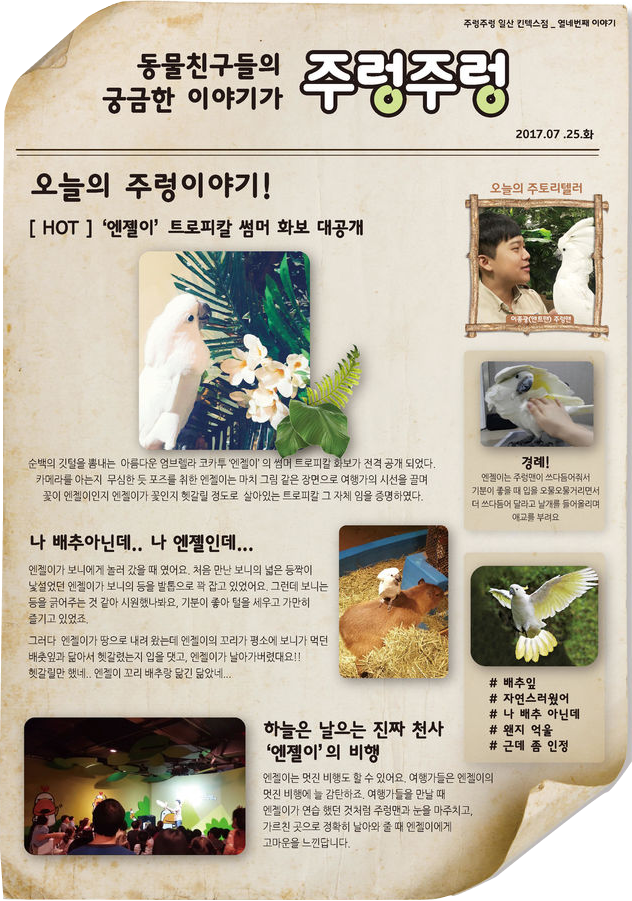 주렁주렁 일산 킨텍스점 _ 열네번째 이야기
동물친구들의
궁금한 이야기가
주렁주렁
2017.07 .25.화
오늘의 주렁이야기!
[ HOT ] ‘엔젤이’ 트로피칼 썸머 화보 대공개
순백의 깃털을 뽐내는 아름다운 엄브렐라 코카투 '엔젤이' 의 썸머 트로피칼 화보가 전격 공개 되었다.
카메라를 아는지 무심한 듯 포즈를 취한 엔젤이는 마치 그림 같은 장면으로 여행가의 시선을 끌며
꽃이 엔젤이인지 엔젤이가 꽃인지 헷갈릴 정도로 살아있는 트로피칼 그 자체 임을 증명하였다.
오늘의 주토리텔러
이종광(앤트맨) 주렁맨
경례!
엔젤이는 주렁맨이 쓰다듬어줘서
기분이 좋을 때 입을 오물오물거리면서
더 쓰다듬어 달라고 날개를 들어올리며
애교를 부려요
나 배추아닌데.. 나 엔젤인데...
엔젤이가 보니에게 놀러 갔을 때 였어요. 처음 만난 보니의 넓은 등짝이
낯설었던 엔젤이가 보니의 등을 발톱으로 꽉 잡고 있었어요. 그런데 보니는
등을 긁어주는 것 같아 시원했나봐요, 기분이 좋아 털을 세우고 가만히
즐기고 있었죠.
그러다 엔젤이가 땅으로 내려 왔는데 엔젤이의 꼬리가 평소에 보니가 먹던
배춧잎과 닮아서 헷갈렸는지 입을 댓고, 엔젤이가 날아가버렸대요!!
헷갈릴만 했네.. 엔젤이 꼬리 배추랑 닮긴 닮았네...
# 배추잎
# 자연스러웠어
# 나 배추 아닌데
# 왠지 억울
# 근데 좀 인정
하늘은 날으는 진짜 천사
‘엔젤이’ 의 비행
엔젤이는 멋진 비행도 할 수 있어요. 여행가들은 엔젤이의
멋진 비행에 늘 감탄하죠. 여행가들을 만날 때
엔젤이가 연습 했던 것처럼 주렁맨과 눈을 마주치고,
가르친 곳으로 정확히 날아와 줄 때 엔젤이에게
고마운을 느낀답니다.